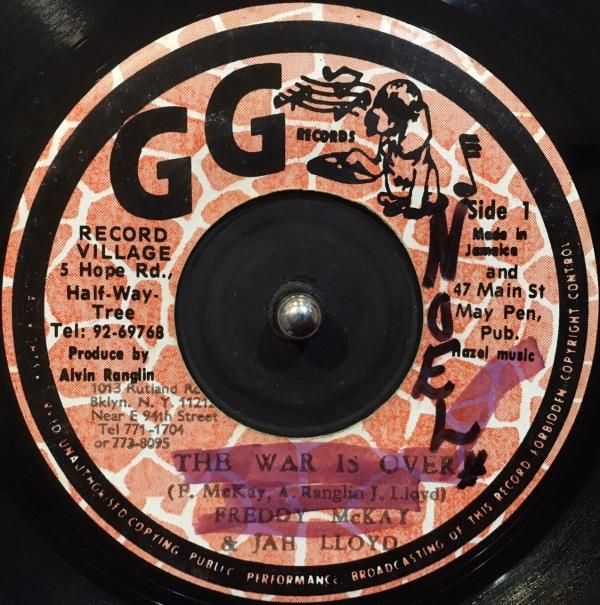 GG
RECORDS
RECORD
VILLAGE
5 Hope Rd.,
Half-Way-
Tree
Tel: 92-69768
Produce by
Alvin Ranglin
1013 Rutland
Bklyn. N. Y.
Near E 94th Street
Tel 771-1704
or 773-8095
Side 1
Made in
Jamaica
and
47 Main St
May Pen,
Pub.
Hazel music
NOEL
THE WAR IS OVER
(F. McKay, A. Ranglin J. Lloyd)
FREDDY McKAY
& JAH LLOYD
UNAUTHORISED COPYING PUBLIC PERFORMANCE BROADCASTING OF THIS RECORD FORBIDDEN COPYRIGHT CONTROL